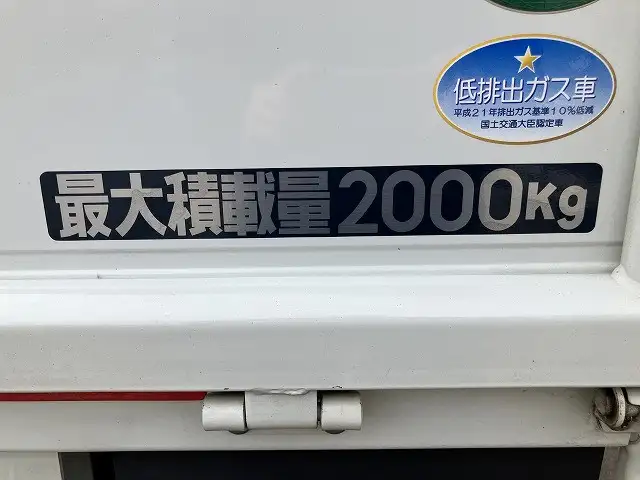 低排出ガス車
平成21年排出ガス基準10%低減
国土交通大臣認定車
最大積載量2000Kg